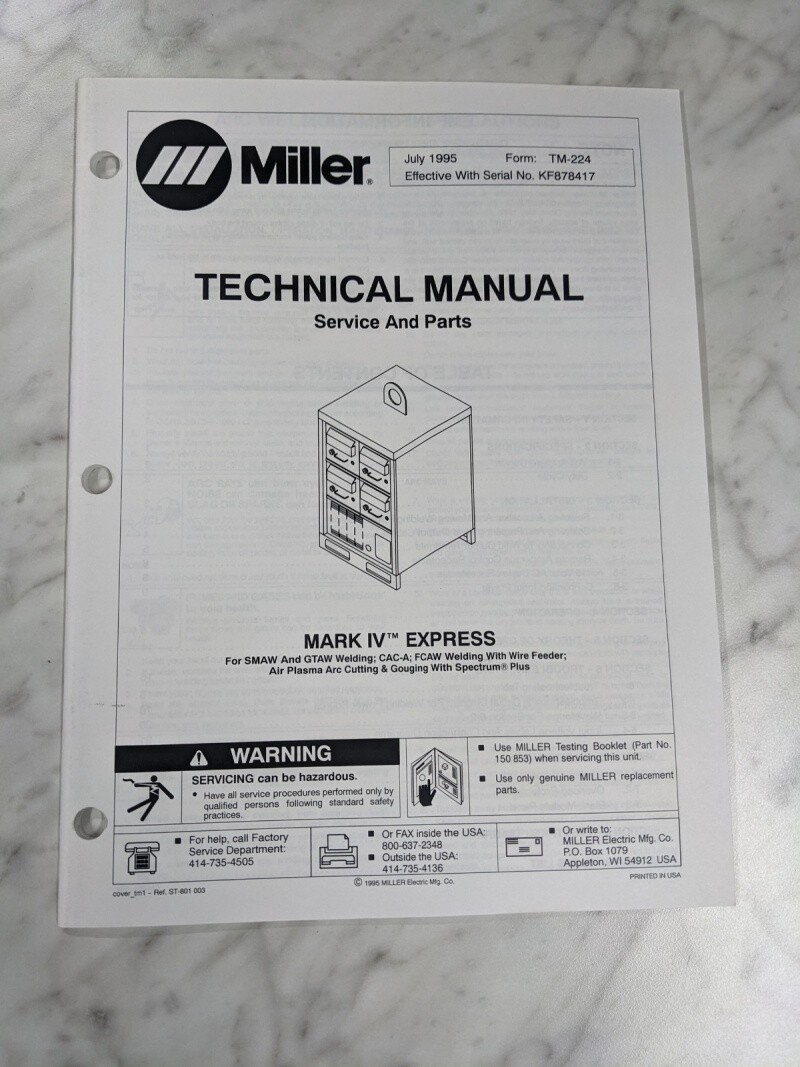 Miller®
July 1995 Form: TM-224
Effective With Serial No. KF878417
TECHNICAL MANUAL
Service And Parts
MARK IV™ EXPRESS
For SMAW And GTAW Welding; CAC-A; FCAW Welding With Wire Feeder;
Air Plasma Arc Cutting & Gouging With Spectrum® Plus
WARNING
SERVICING can be hazardous.
• Have all service procedures performed only by
qualified persons following standard safety
practices.
■ Use MILLER Testing Booklet (Part No.
150 853) when servicing this unit.
■ Use only genuine MILLER replacement
parts.
■ For help, call Factory
Service Department:
414-735-4505
■ Or FAX inside the USA:
800-637-2348
■ Outside the USA:
414-735-4136
■ Or write to:
MILLER Electric Mfg. Co.
P.O. Box 1079
Appleton, WI 54912 USA
cover_tm1 - Ref. ST-801 003
© 1995 MILLER Electric Mfg. Co.
PRINTED IN USA